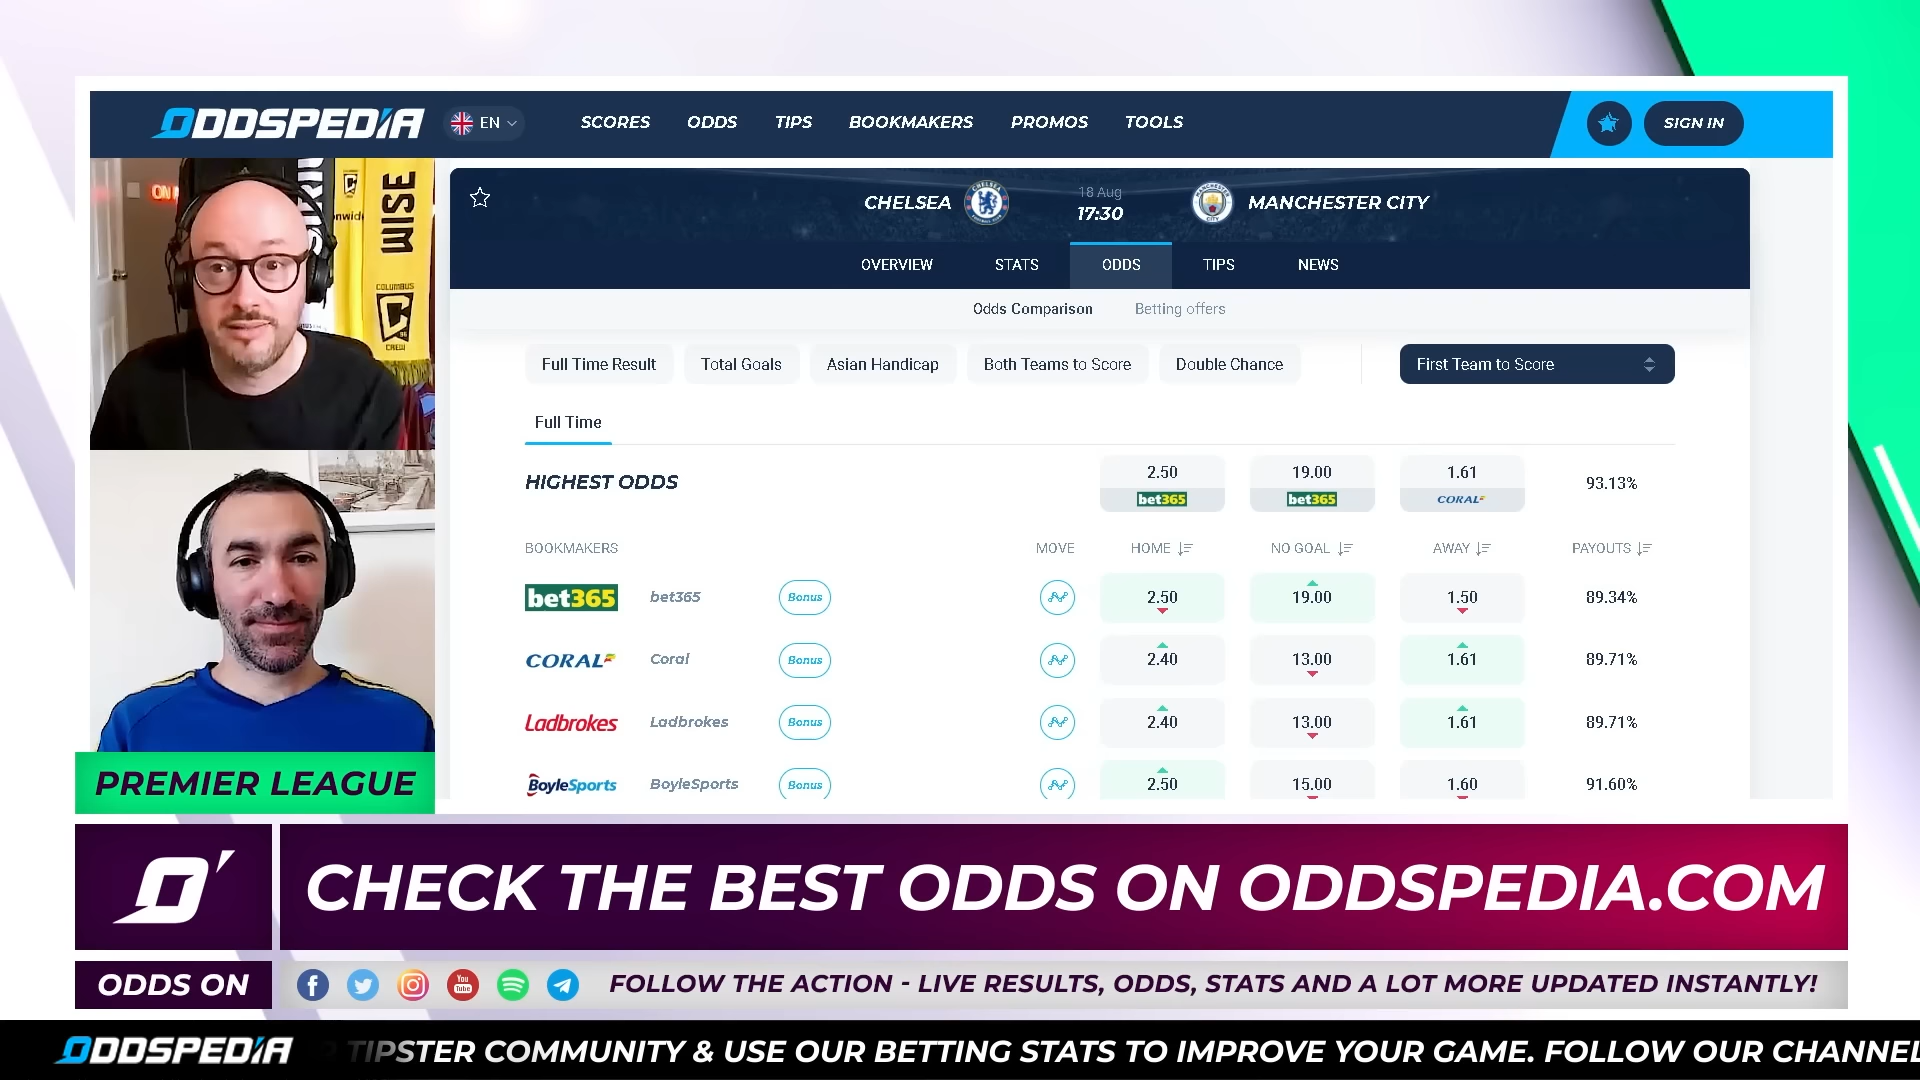 ODDSPEDIA
EN
SCORES
ODDS
TIPS
BOOKMAKERS
PROMOS
TOOLS
SIGN IN
CHELSEA
18 Aug
17:30
MANCHESTER CITY
OVERVIEW
STATS
ODDS
TIPS
NEWS
Odds Comparison
Betting offers
Full Time Result
Total Goals
Asian Handicap
Both Teams to Score
Double Chance
First Team to Score
Full Time
HIGHEST ODDS
2.50
bet365
19.00
bet365
1.61
CORAL
93.13%
BOOKMAKERS
MOVE
HOME
NO GOAL
AWAY
PAYOUTS
bet365
bet365
Bonus
2.50
19.00
1.50
89.34%
CORAL
Coral
Bonus
2.40
13.00
1.61
89.71%
Ladbrokes
Ladbrokes
Bonus
2.40
13.00
1.61
89.71%
BoyleSports
BoyleSports
Bonus
2.50
15.00
1.60
91.60%
WISE
COLUMBUS
CREW
PREMIER LEAGUE
CHECK THE BEST ODDS ON ODDSPEDIA.COM
ODDS ON
You
Tube
FOLLOW THE ACTION - LIVE RESULTS, ODDS, STATS AND A LOT MORE UPDATED INSTANTLY!
ODDSPEDIA
TIPSTER COMMUNITY & USE OUR BETTING STATS TO IMPROVE YOUR GAME. FOLLOW OUR CHANNEL